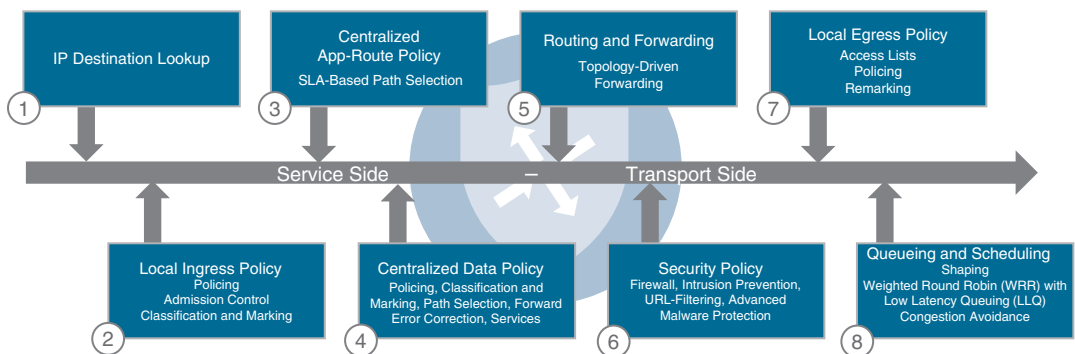 1
IP Destination Lookup
2
Local Ingress Policy
Policing
Admission Control
Classification and Marking
3
Centralized
App-Route Policy
SLA-Based Path Selection
4
Centralized Data Policy
Policing, Classification and
Marking, Path Selection, Forward
Error Correction, Services
5
Routing and Forwarding
Topology-Driven
Forwarding
6
Security Policy
Firewall, Intrusion Prevention,
URL-Filtering, Advanced
Malware Protection
7
Local Egress Policy
Access Lists
Policing
Remarking
8
Queueing and Scheduling
Shaping
Weighted Round Robin (WRR) with
Low Latency Queuing (LLQ)
Congestion Avoidance
Service Side – Transport Side